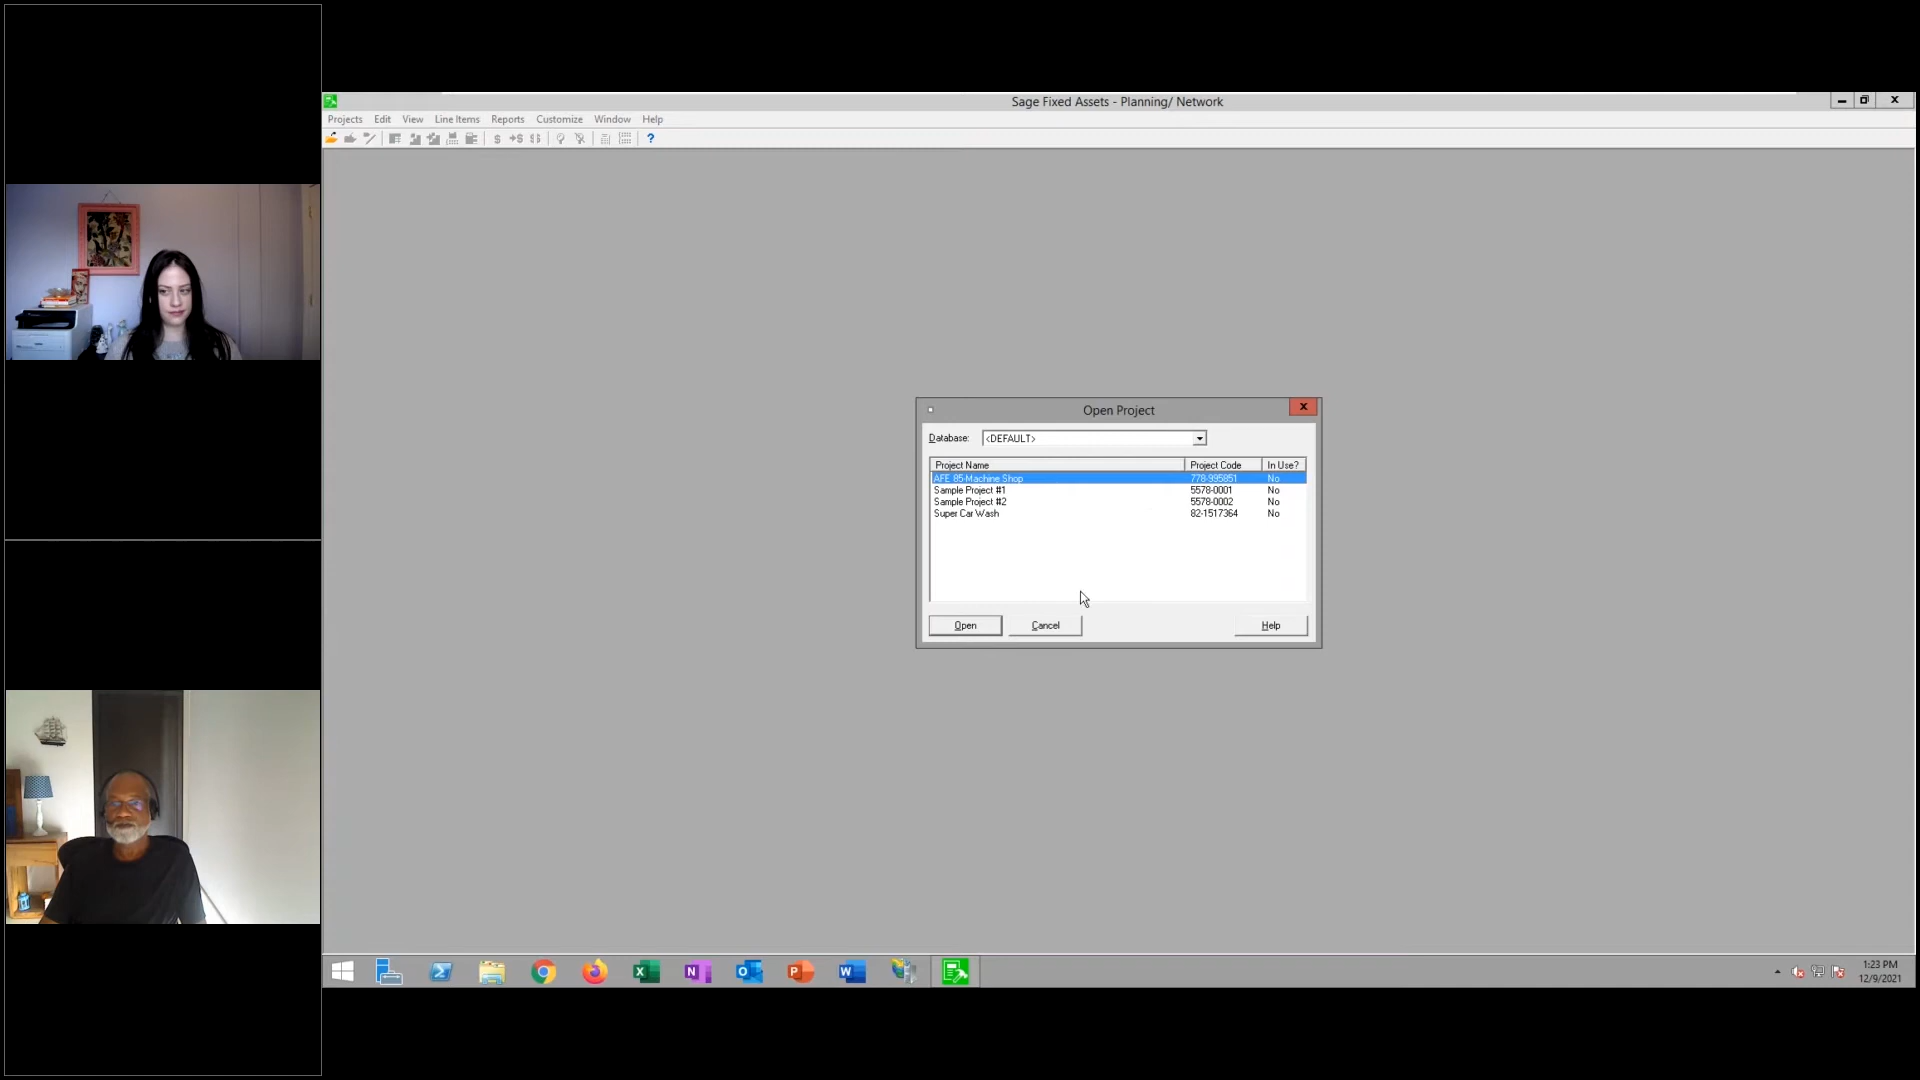 Sage Fixed Assets - Planning/ Network
Projects Edit View Line Items Reports Customize Window Help
Open Project
Database: <DEFAULT>
Project Name Project Code In Use?
AFE 85-Machine Shop 778-995851 No
Sample Project #1 5578-0001 No
Sample Project #2 5578-0002 No
Super Car Wash 82-1517364 No
Open Cancel Help
1:23 PM
12/9/2021